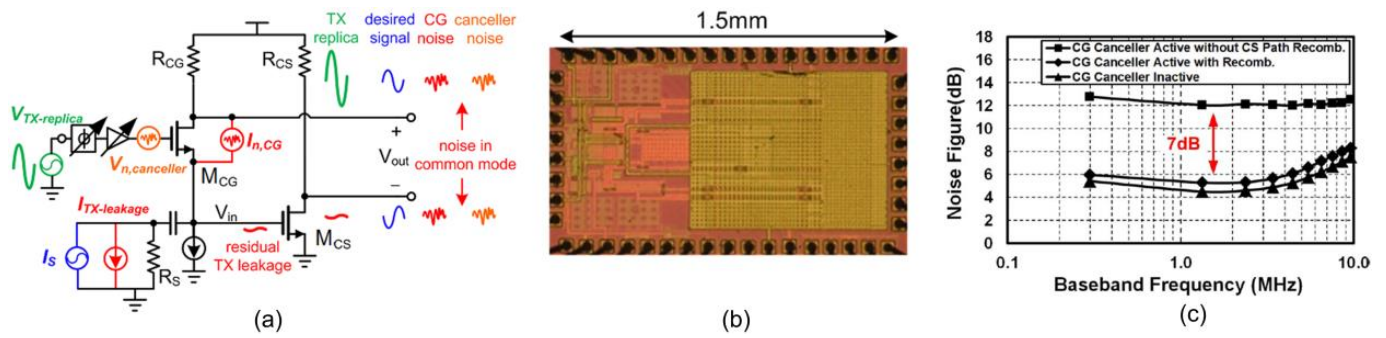 TX replica
desired signal
CG noise
canceller noise
R_CG
R_CS
V_TX-replica
Φ
V_n,canceller
I_n,CG
M_CG
+
V_out
−
noise in common mode
I_TX-leakage
V_in
residual TX leakage
M_CS
I_S
R_S
(a)
1.5mm
(b)
18
16
14
12
10
8
6
4
2
0
Noise Figure(dB)
CG Canceller Active without CS Path Recomb.
CG Canceller Active with Recomb.
CG Canceller Inactive
7dB
0.1
1.0
10.0
Baseband Frequency (MHz)
(c)